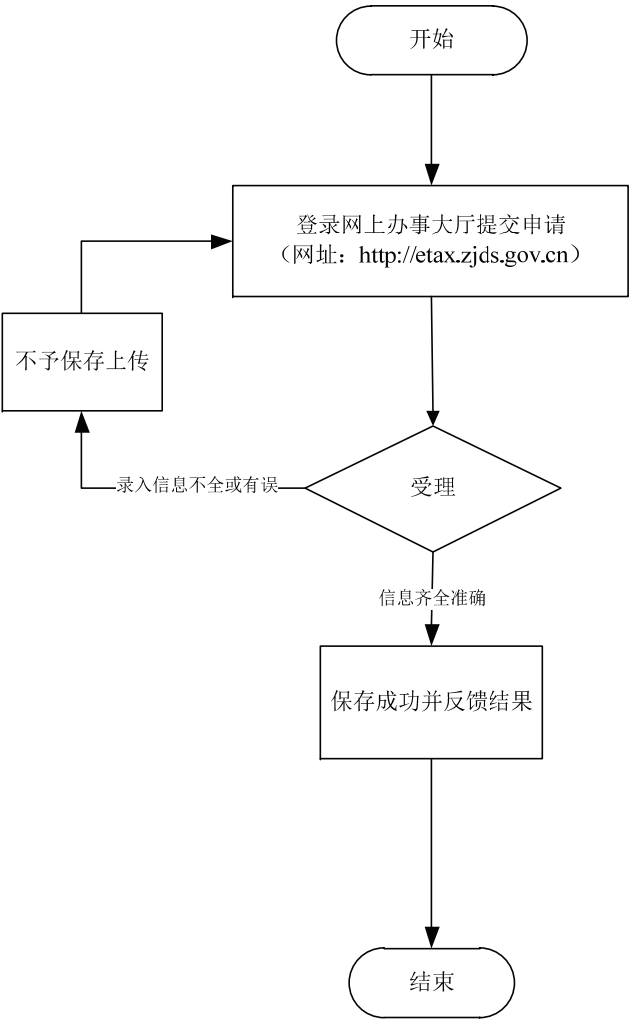 开始
登录网上办事大厅提交申请
（网址：http://etax.zjds.gov.cn）
不予保存上传
录入信息不全或有误
受理
信息齐全准确
保存成功并反馈结果
结束